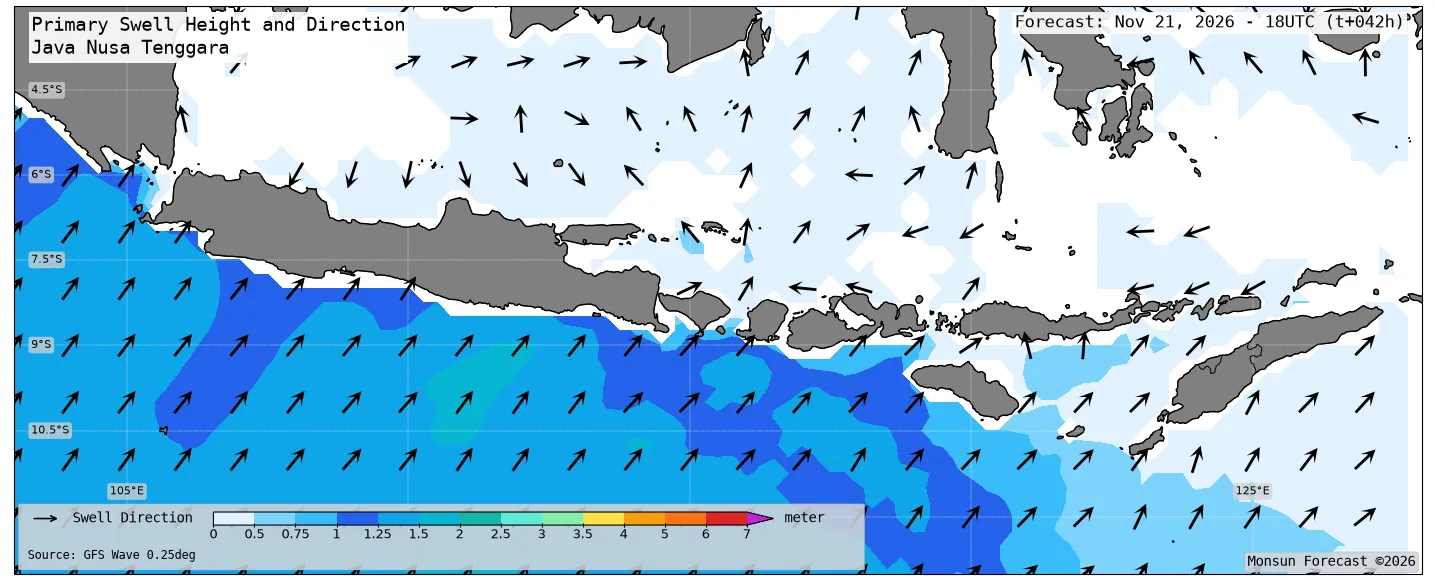 Primary Swell Height and Direction
Java Nusa Tenggara
Forecast: Nov 21, 2026 - 18UTC (t+042h)
4.5°S
6°S
7.5°S
9°S
10.5°S
105°E
125°E
Swell Direction
meter
0 0.5 0.75 1 1.25 1.5 2 2.5 3 3.5 4 5 6 7
Source: GFS Wave 0.25deg
Monsun Forecast ©2026